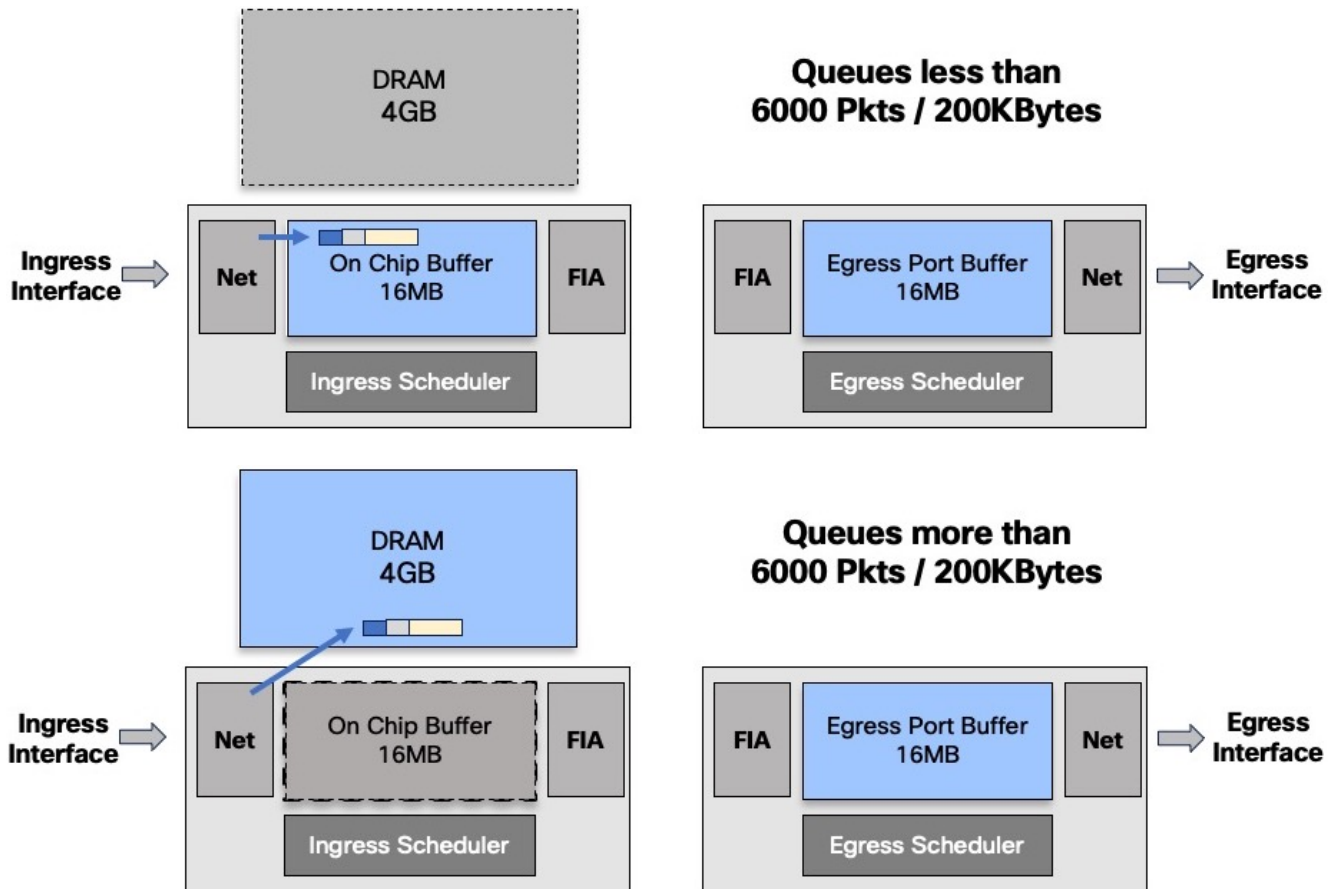 DRAM
4GB
Queues less than
6000 Pkts / 200KBytes
Ingress
Interface
Net
On Chip Buffer
16MB
FIA
Ingress Scheduler
FIA
Egress Port Buffer
16MB
Net
Egress Scheduler
Egress
Interface
DRAM
4GB
Queues more than
6000 Pkts / 200KBytes
Ingress
Interface
Net
On Chip Buffer
16MB
FIA
Ingress Scheduler
FIA
Egress Port Buffer
16MB
Net
Egress Scheduler
Egress
Interface